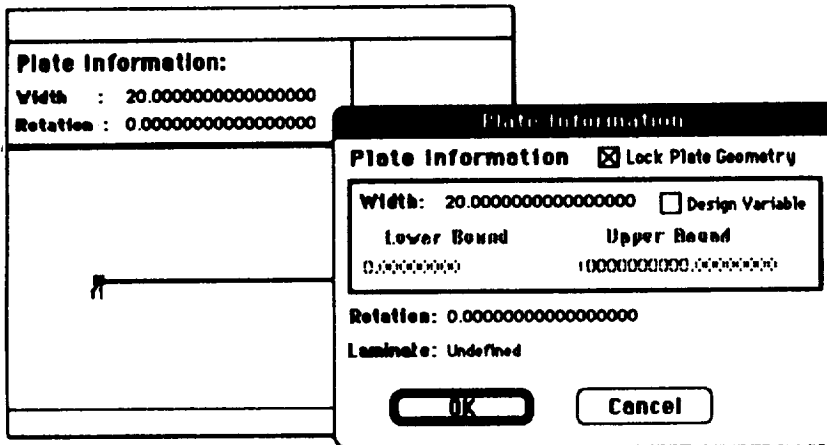 Plate Information:
Width : 20.0000000000000000
Rotation : 0.00000000000000000
Plate Information
Plate Information Lock Plate Geometry
Width: 20.0000000000000000 Design Variable
Lower Bound Upper Bound
Rotation: 0.00000000000000000
Laminate: Undefined
OK Cancel